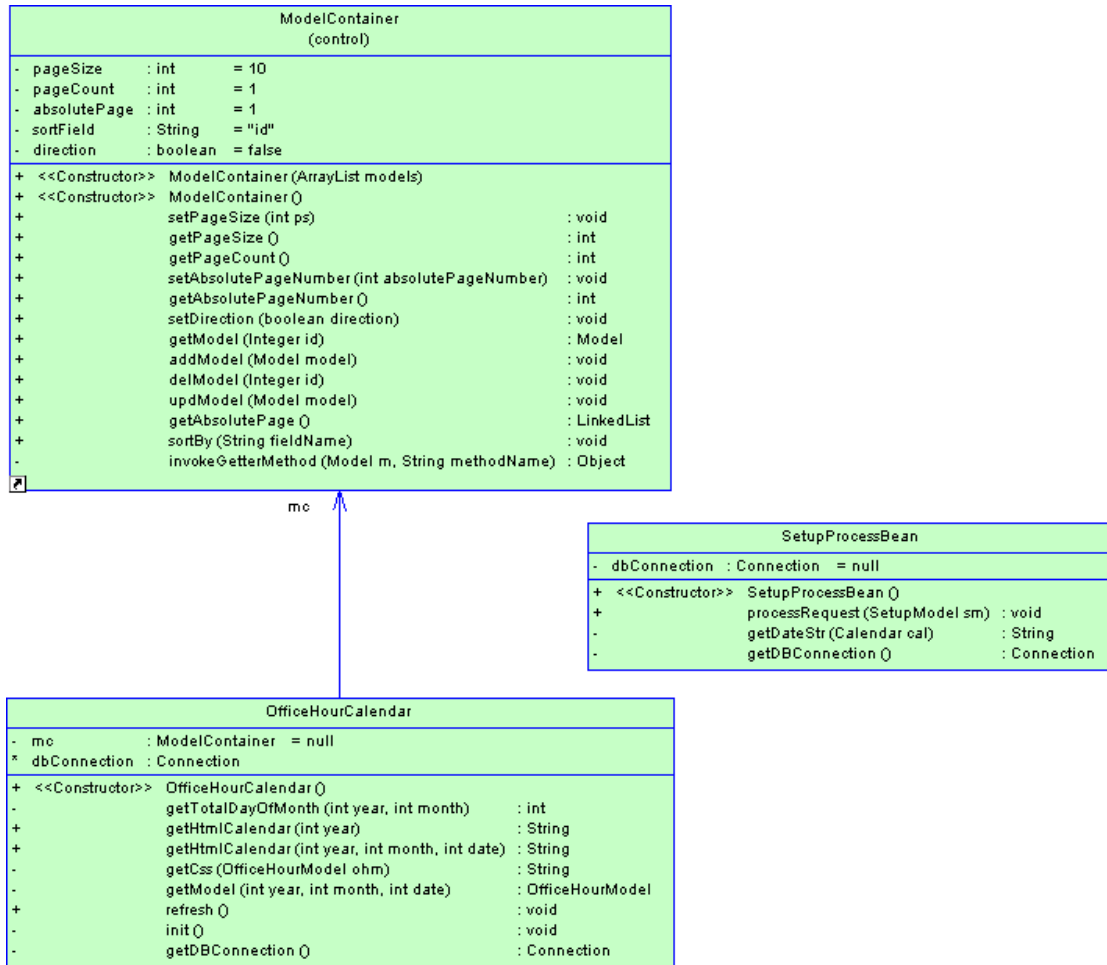 ModelContainer
(control)
- pageSize : int = 10
- pageCount : int = 1
- absolutePage : int = 1
- sortField : String = "id"
- direction : boolean = false
+ <<Constructor>> ModelContainer (ArrayList models)
+ <<Constructor>> ModelContainer ()
+ setPageSize (int ps) : void
+ getPageSize () : int
+ getPageCount () : int
+ setAbsolutePageNumber (int absolutePageNumber) : void
+ getAbsolutePageNumber () : int
+ setDirection (boolean direction) : void
+ getModel (Integer id) : Model
+ addModel (Model model) : void
+ delModel (Integer id) : void
+ updModel (Model model) : void
+ getAbsolutePage () : LinkedList
+ sortBy (String fieldName) : void
- invokeGetterMethod (Model m, String methodName) : Object
mc
SetupProcessBean
- dbConnection : Connection = null
+ <<Constructor>> SetupProcessBean ()
+ processRequest (SetupModel sm) : void
- getDateStr (Calendar cal) : String
- getDBConnection () : Connection
OfficeHourCalendar
- mc : ModelContainer = null
* dbConnection : Connection
+ <<Constructor>> OfficeHourCalendar ()
- getTotalDayOfMonth (int year, int month) : int
+ getHtmlCalendar (int year) : String
+ getHtmlCalendar (int year, int month, int date) : String
- getCss (OfficeHourModel ohm) : String
- getModel (int year, int month, int date) : OfficeHourModel
+ refresh () : void
- init () : void
- getDBConnection () : Connection